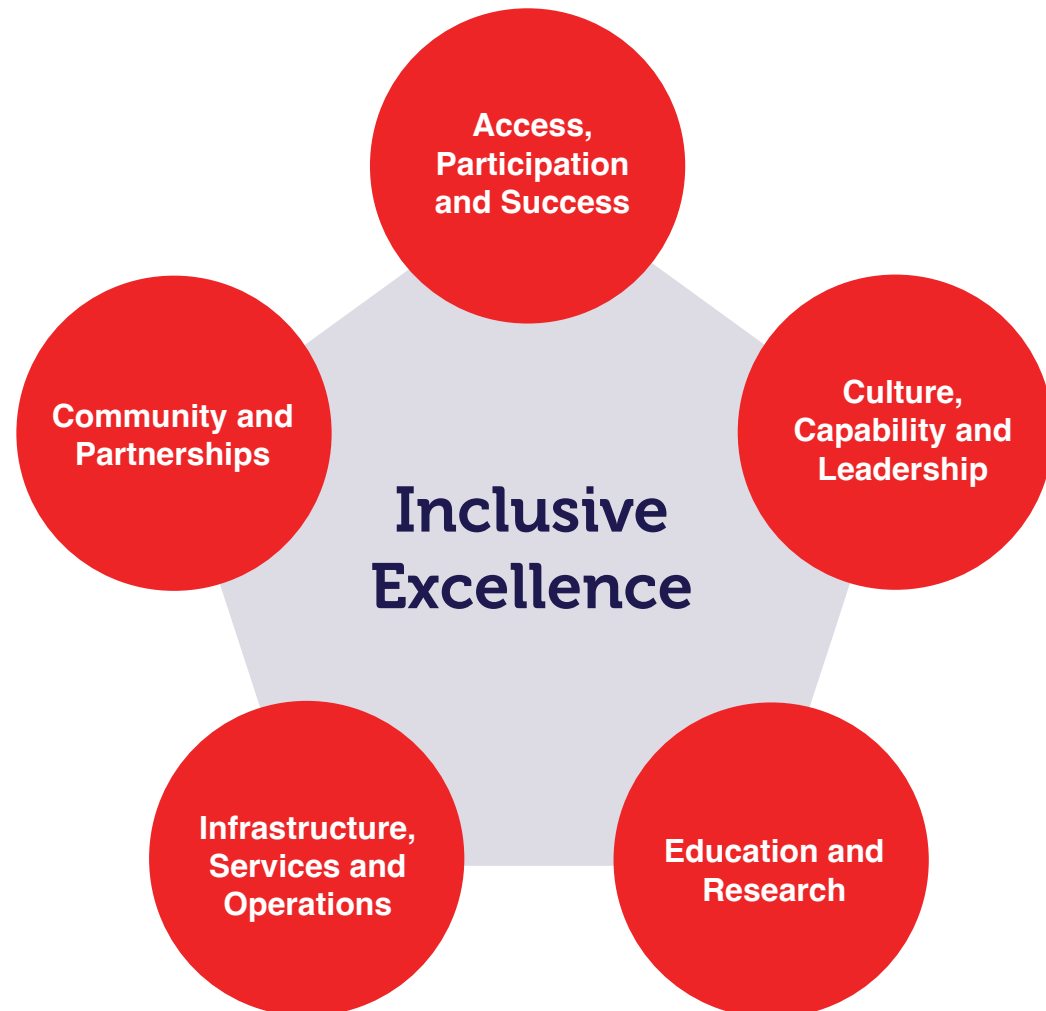 Access,
Participation
and Success
Culture,
Capability and
Leadership
Community and
Partnerships
Inclusive
Excellence
Infrastructure,
Services and
Operations
Education and
Research